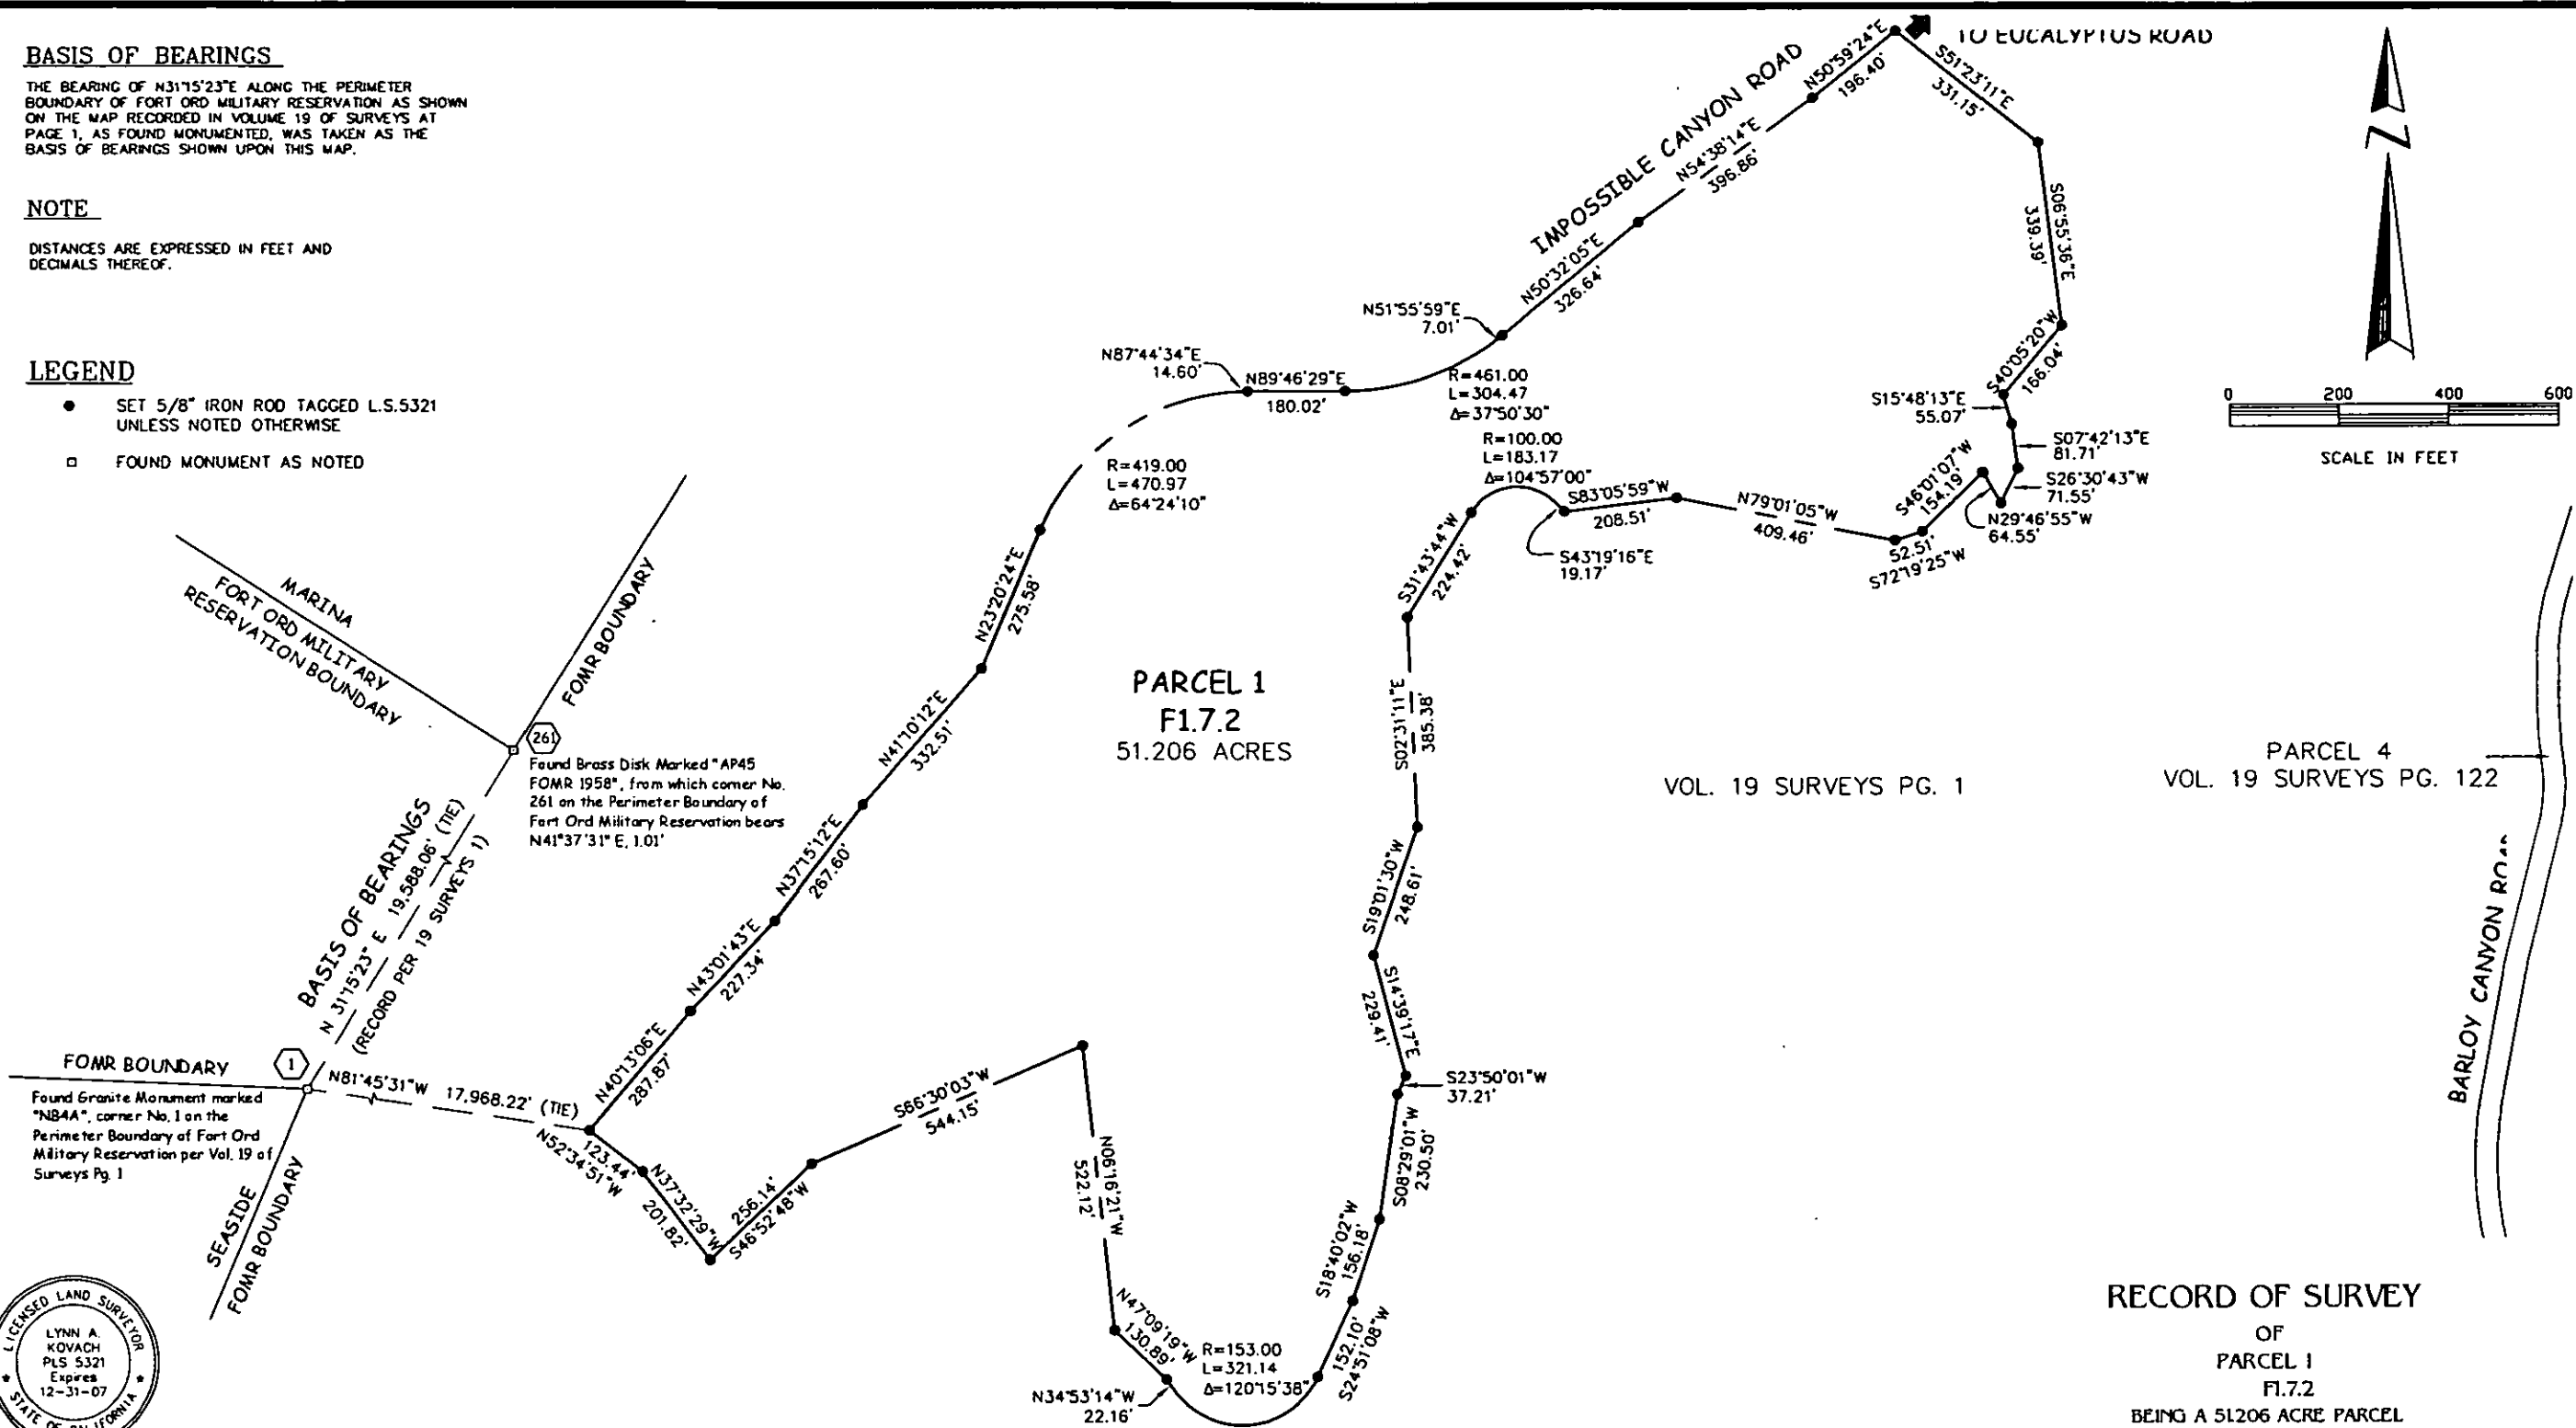 BASIS OF BEARINGS
THE BEARING OF N31°15'23"E ALONG THE PERIMETER
BOUNDARY OF FORT ORD MILITARY RESERVATION AS SHOWN
ON THE MAP RECORDED IN VOLUME 19 OF SURVEYS AT
PAGE 1, AS FOUND MONUMENTED, WAS TAKEN AS THE
BASIS OF BEARINGS SHOWN UPON THIS MAP.
NOTE
DISTANCES ARE EXPRESSED IN FEET AND
DECIMALS THEREOF.
LEGEND
SET 5/8" IRON ROD TAGGED L.S.5321
UNLESS NOTED OTHERWISE
FOUND MONUMENT AS NOTED
TO EUCALYPTUS ROAD
IMPOSSIBLE CANYON ROAD
N50°59'24"E
196.40'
S51°23'11"E
331.15'
N54°38'14"E
396.86'
S06°55'36"E
339.39'
N50°32'05"E
326.64'
N51°55'59"E
7.01'
N87°44'34"E
14.60'
N89°46'29"E
180.02'
R=461.00
L=304.47
Δ=37°50'30"
R=419.00
L=470.97
Δ=64°24'10"
R=100.00
L=183.17
Δ=104°57'00"
S40°05'20"W
166.04'
S15°48'13"E
55.07'
S07°42'13"E
81.71'
S26°30'43"W
71.55'
N29°46'55"W
64.55'
S46°01'07"W
154.19'
52.51'
S72°19'25"W
N79°01'05"W
409.46'
S83°05'59"W
208.51'
S43°19'16"E
19.17'
S31°43'44"W
224.42'
N
0 200 400 600
SCALE IN FEET
MARINA
FORT ORD MILITARY
RESERVATION BOUNDARY
FOMR BOUNDARY
261
Found Brass Disk Marked "AP45
FOMR 1958", from which corner No.
261 on the Perimeter Boundary of
Fort Ord Military Reservation bears
N41°37'31" E, 1.01'
BASIS OF BEARINGS
N 31°15'23" E 19,588.06' (TIE)
(RECORD PER 19 SURVEYS 1)
N23°20'24"E
275.58'
N41°10'12"E
332.51'
N37°15'12"E
267.60'
N43°01'43"E
227.34'
N40°13'06"E
287.87'
PARCEL 1
F1.7.2
51.206 ACRES
S02°31'11"E
385.38'
VOL. 19 SURVEYS PG. 1
PARCEL 4
VOL. 19 SURVEYS PG. 122
BARLOY CANYON
S19°01'30"W
248.61'
S14°39'17"E
229.41'
S23°50'01"W
37.21'
S08°29'01"W
230.50'
S18°40'02"W
156.18'
152.10'
S24°51'08"W
FOMR BOUNDARY
1
N81°45'31"W 17,968.22' (TIE)
Found Granite Monument marked
"NB4A", corner No. 1 on the
Perimeter Boundary of Fort Ord
Military Reservation per Vol. 19 of
Surveys Pg. 1
SEASIDE
FOMR BOUNDARY
123.44'
N52°34'51"W
N37°32'29"W
201.82'
256.14'
S46°52'48"W
S66°30'03"W
544.15'
N06°16'21"W
522.12'
N47°09'19"W
130.89'
N34°53'14"W
22.16'
R=153.00
L=321.14
Δ=120°15'38"
LICENSED LAND SURVEYOR
LYNN A.
KOVACH
PLS 5321
Expires
12-31-07
STATE OF CALIFORNIA
RECORD OF SURVEY
OF
PARCEL 1
F1.7.2
BEING A 51.206 ACRE PARCEL